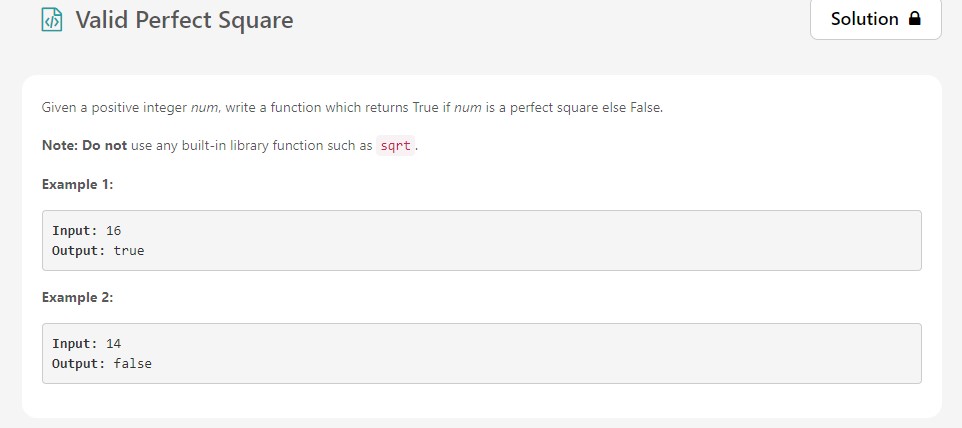 Valid Perfect Square
Solution
Given a positive integer num, write a function which returns True if num is a perfect square else False.
Note: Do not use any built-in library function such as sqrt.
Example 1:
Input: 16
Output: true
Example 2:
Input: 14
Output: false